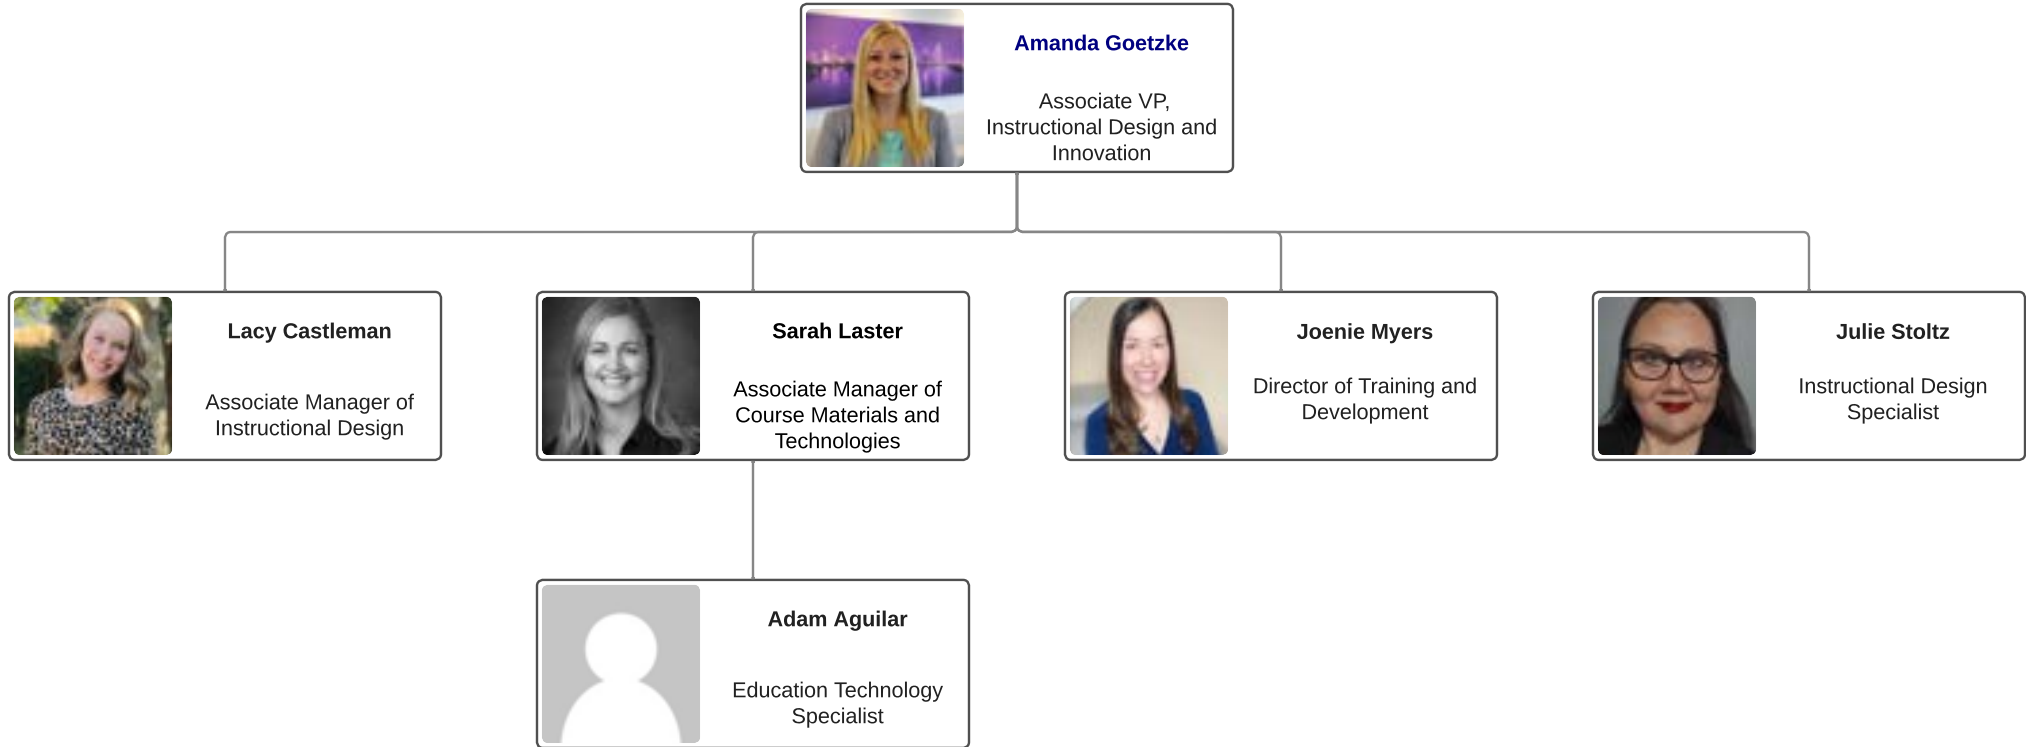 Amanda Goetzke
Associate VP,
Instructional Design and
Innovation
Lacy Castleman
Associate Manager of
Instructional Design
Sarah Laster
Associate Manager of
Course Materials and
Technologies
Joenie Myers
Director of Training and
Development
Julie Stoltz
Instructional Design
Specialist
Adam Aguilar
Education Technology
Specialist